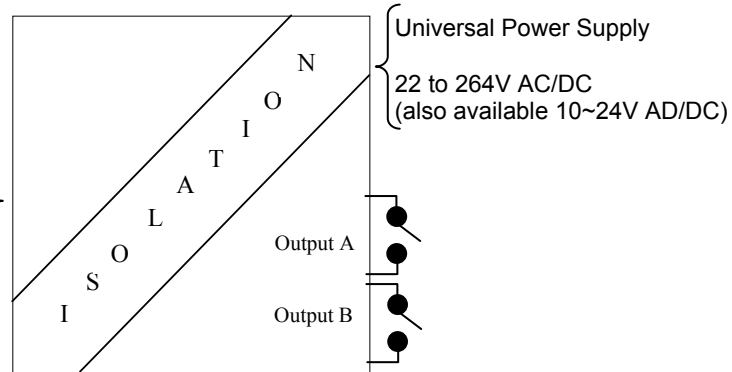 Universal Power Supply
22 to 264V AC/DC
(also available 10~24V AD/DC)
ISOLATION
Output A
Output B